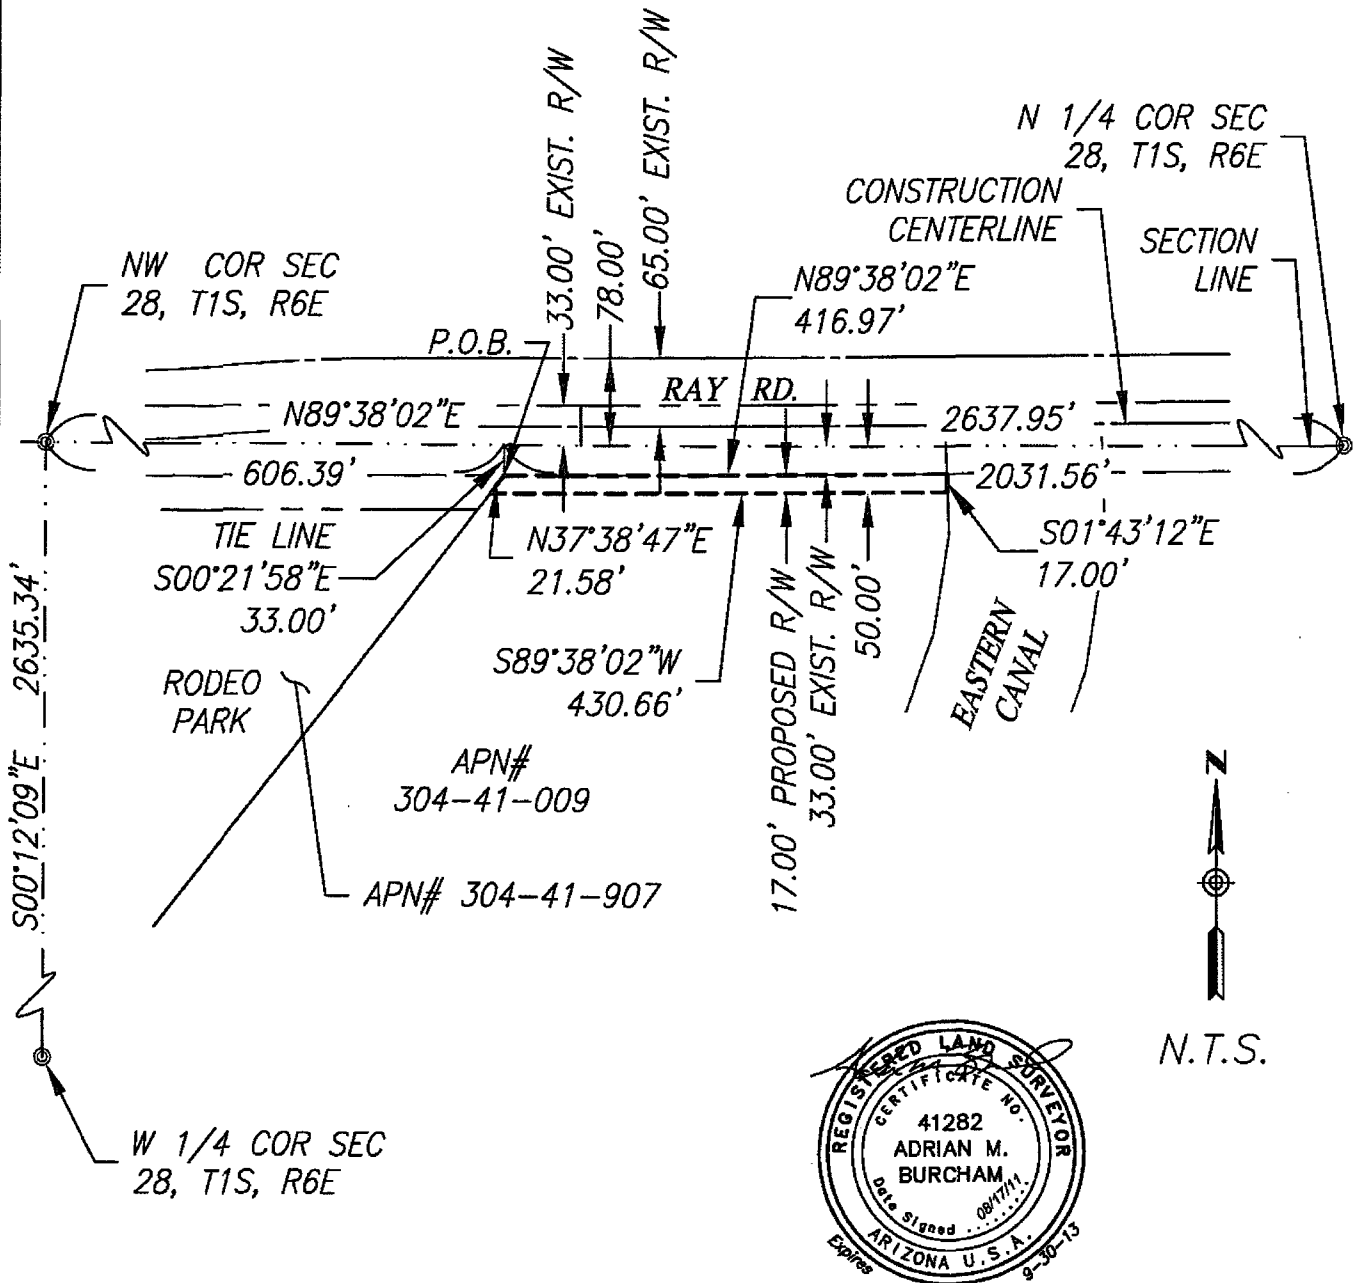 33.00' EXIST. R/W
78.00'
65.00' EXIST. R/W
N 1/4 COR SEC
28, T1S, R6E
CONSTRUCTION
CENTERLINE
SECTION
LINE
NW COR SEC
28, T1S, R6E
N89°38'02"E
416.97'
P.O.B.
RAY RD.
N89°38'02"E
2637.95'
606.39'
2031.56'
TIE LINE
S00°21'58"E
33.00'
N37°38'47"E
21.58'
S01°43'12"E
17.00'
S89°38'02"W
430.66'
17.00' PROPOSED R/W
33.00' EXIST. R/W
50.00'
EASTERN
CANAL
S00°12'09"E 2635.34'
RODEO
PARK
APN#
304-41-009
APN# 304-41-907
N
N.T.S.
W 1/4 COR SEC
28, T1S, R6E
REGISTERED LAND SURVEYOR
CERTIFICATE NO.
41282
ADRIAN M.
BURCHAM
Date Signed 08/17/11
ARIZONA U.S.A.
Expires 9-30-13